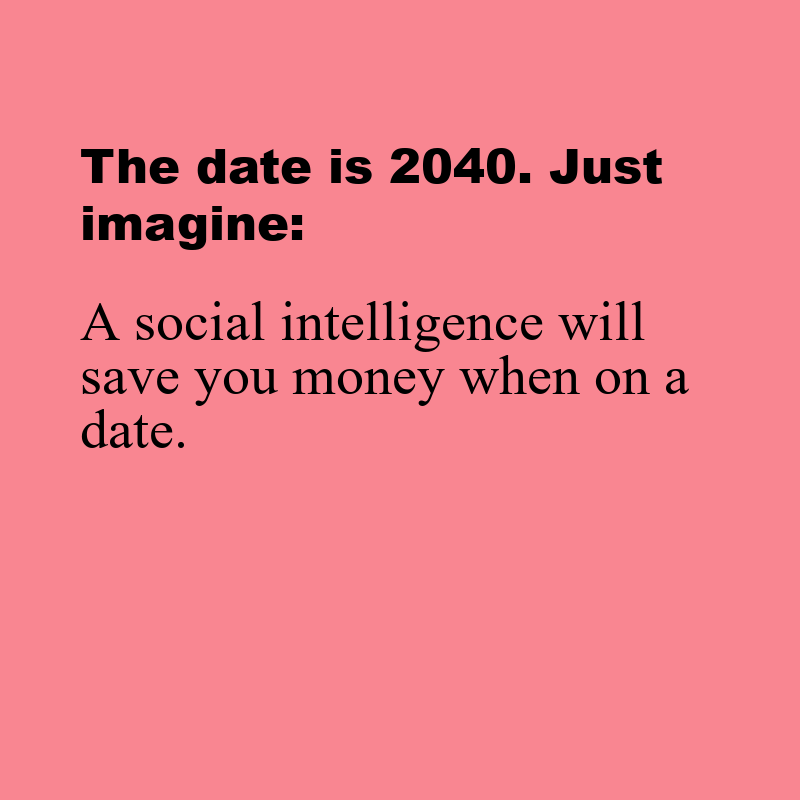 The date is 2040. Just
imagine:
A social intelligence will
save you money when on a
date.